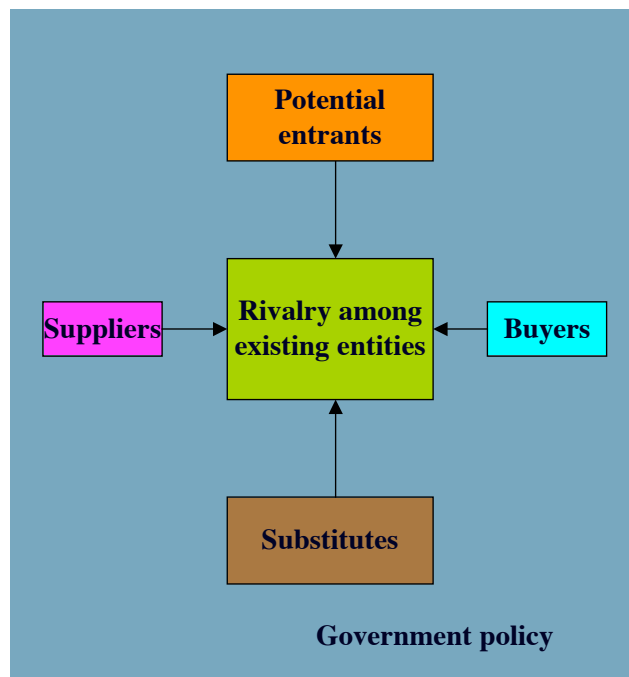 Potential
entrants
Suppliers
Rivalry among
existing entities
Buyers
Substitutes
Government policy